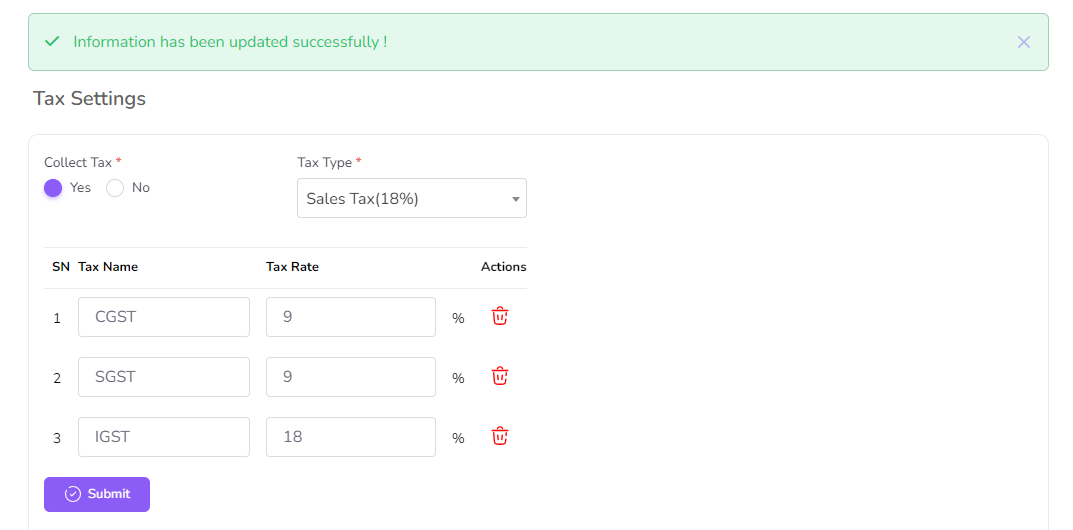 Information has been updated successfully !
Tax Settings
Collect Tax *
Tax Type *
Yes
No
Sales Tax(18%)
SN Tax Name Tax Rate Actions
1 CGST 9 %
2 SGST 9 %
3 IGST 18 %
Submit